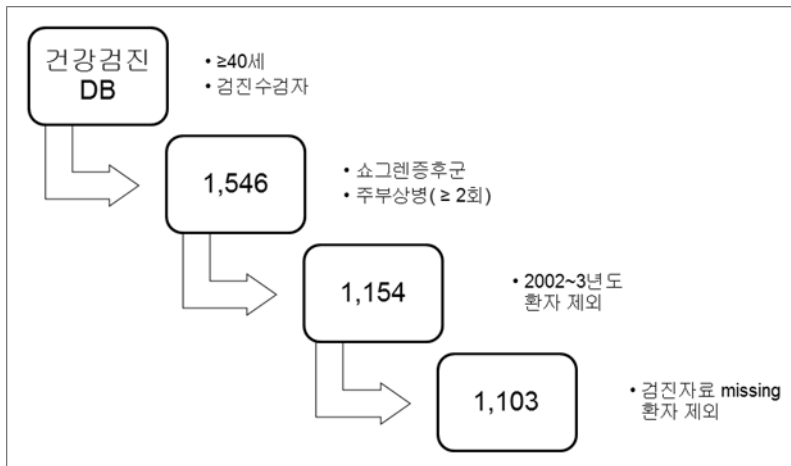 건강검진
DB
• ≥40세
• 검진수검자
1,546
• 쇼그렌증후군
• 주부상병( ≥ 2회)
1,154
• 2002~3년도
환자 제외
1,103
• 검진자료 missing
환자 제외